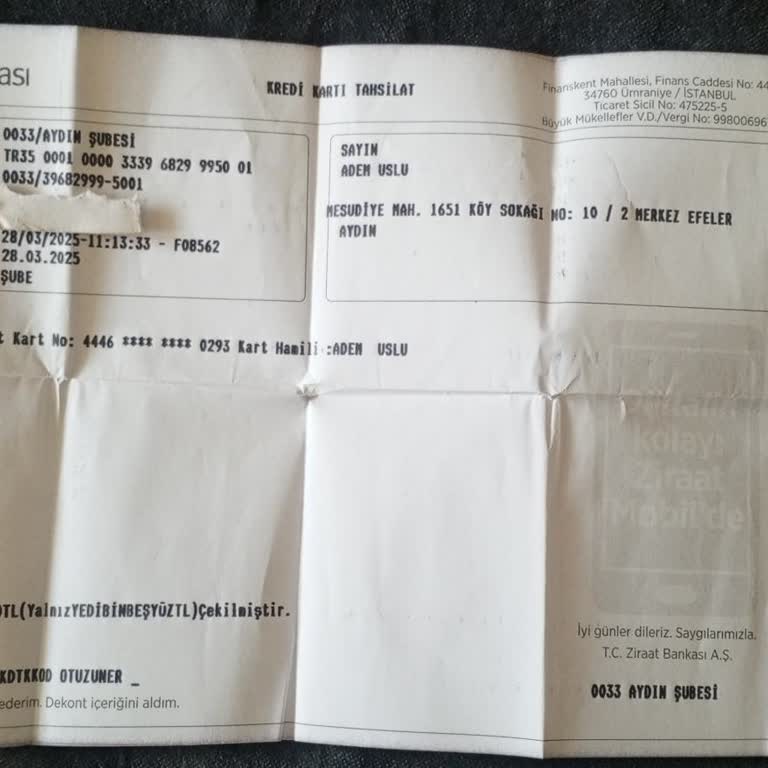 ası
KREDİ KARTI TAHSİLAT
Finanskent Mahallesi, Finans Caddesi No: 44
34760 Ümraniye / İSTANBUL
Ticaret Sicil No: 475225-5
Büyük Mükellefler V.D./Vergi No: 998006967
0033/AYDIN ŞUBESİ
TR35 0001 0000 3339 6829 9950 01
0033/39682999-5001
28/03/2025-11:13:33 - F08562
28.03.2025
ŞUBE
SAYIN
ADEM USLU
MESUDİYE MAH. 1651 KÖY SOKAĞI NO: 10 / 2 MERKEZ EFELER
AYDIN
t Kart No: 4446 **** **** 0293 Kart Hamili :ADEM USLU
kolayı
Ziraat
Mobil'de
0TL(YalnızYEDİBİNBEŞYÜZTL)Çekilmiştir.
KDTKKOD OTUZUNER _
ederim. Dekont içeriğini aldım.
İyi günler dileriz. Saygılarımızla.
T.C. Ziraat Bankası A.Ş.
0033 AYDIN ŞUBESİ